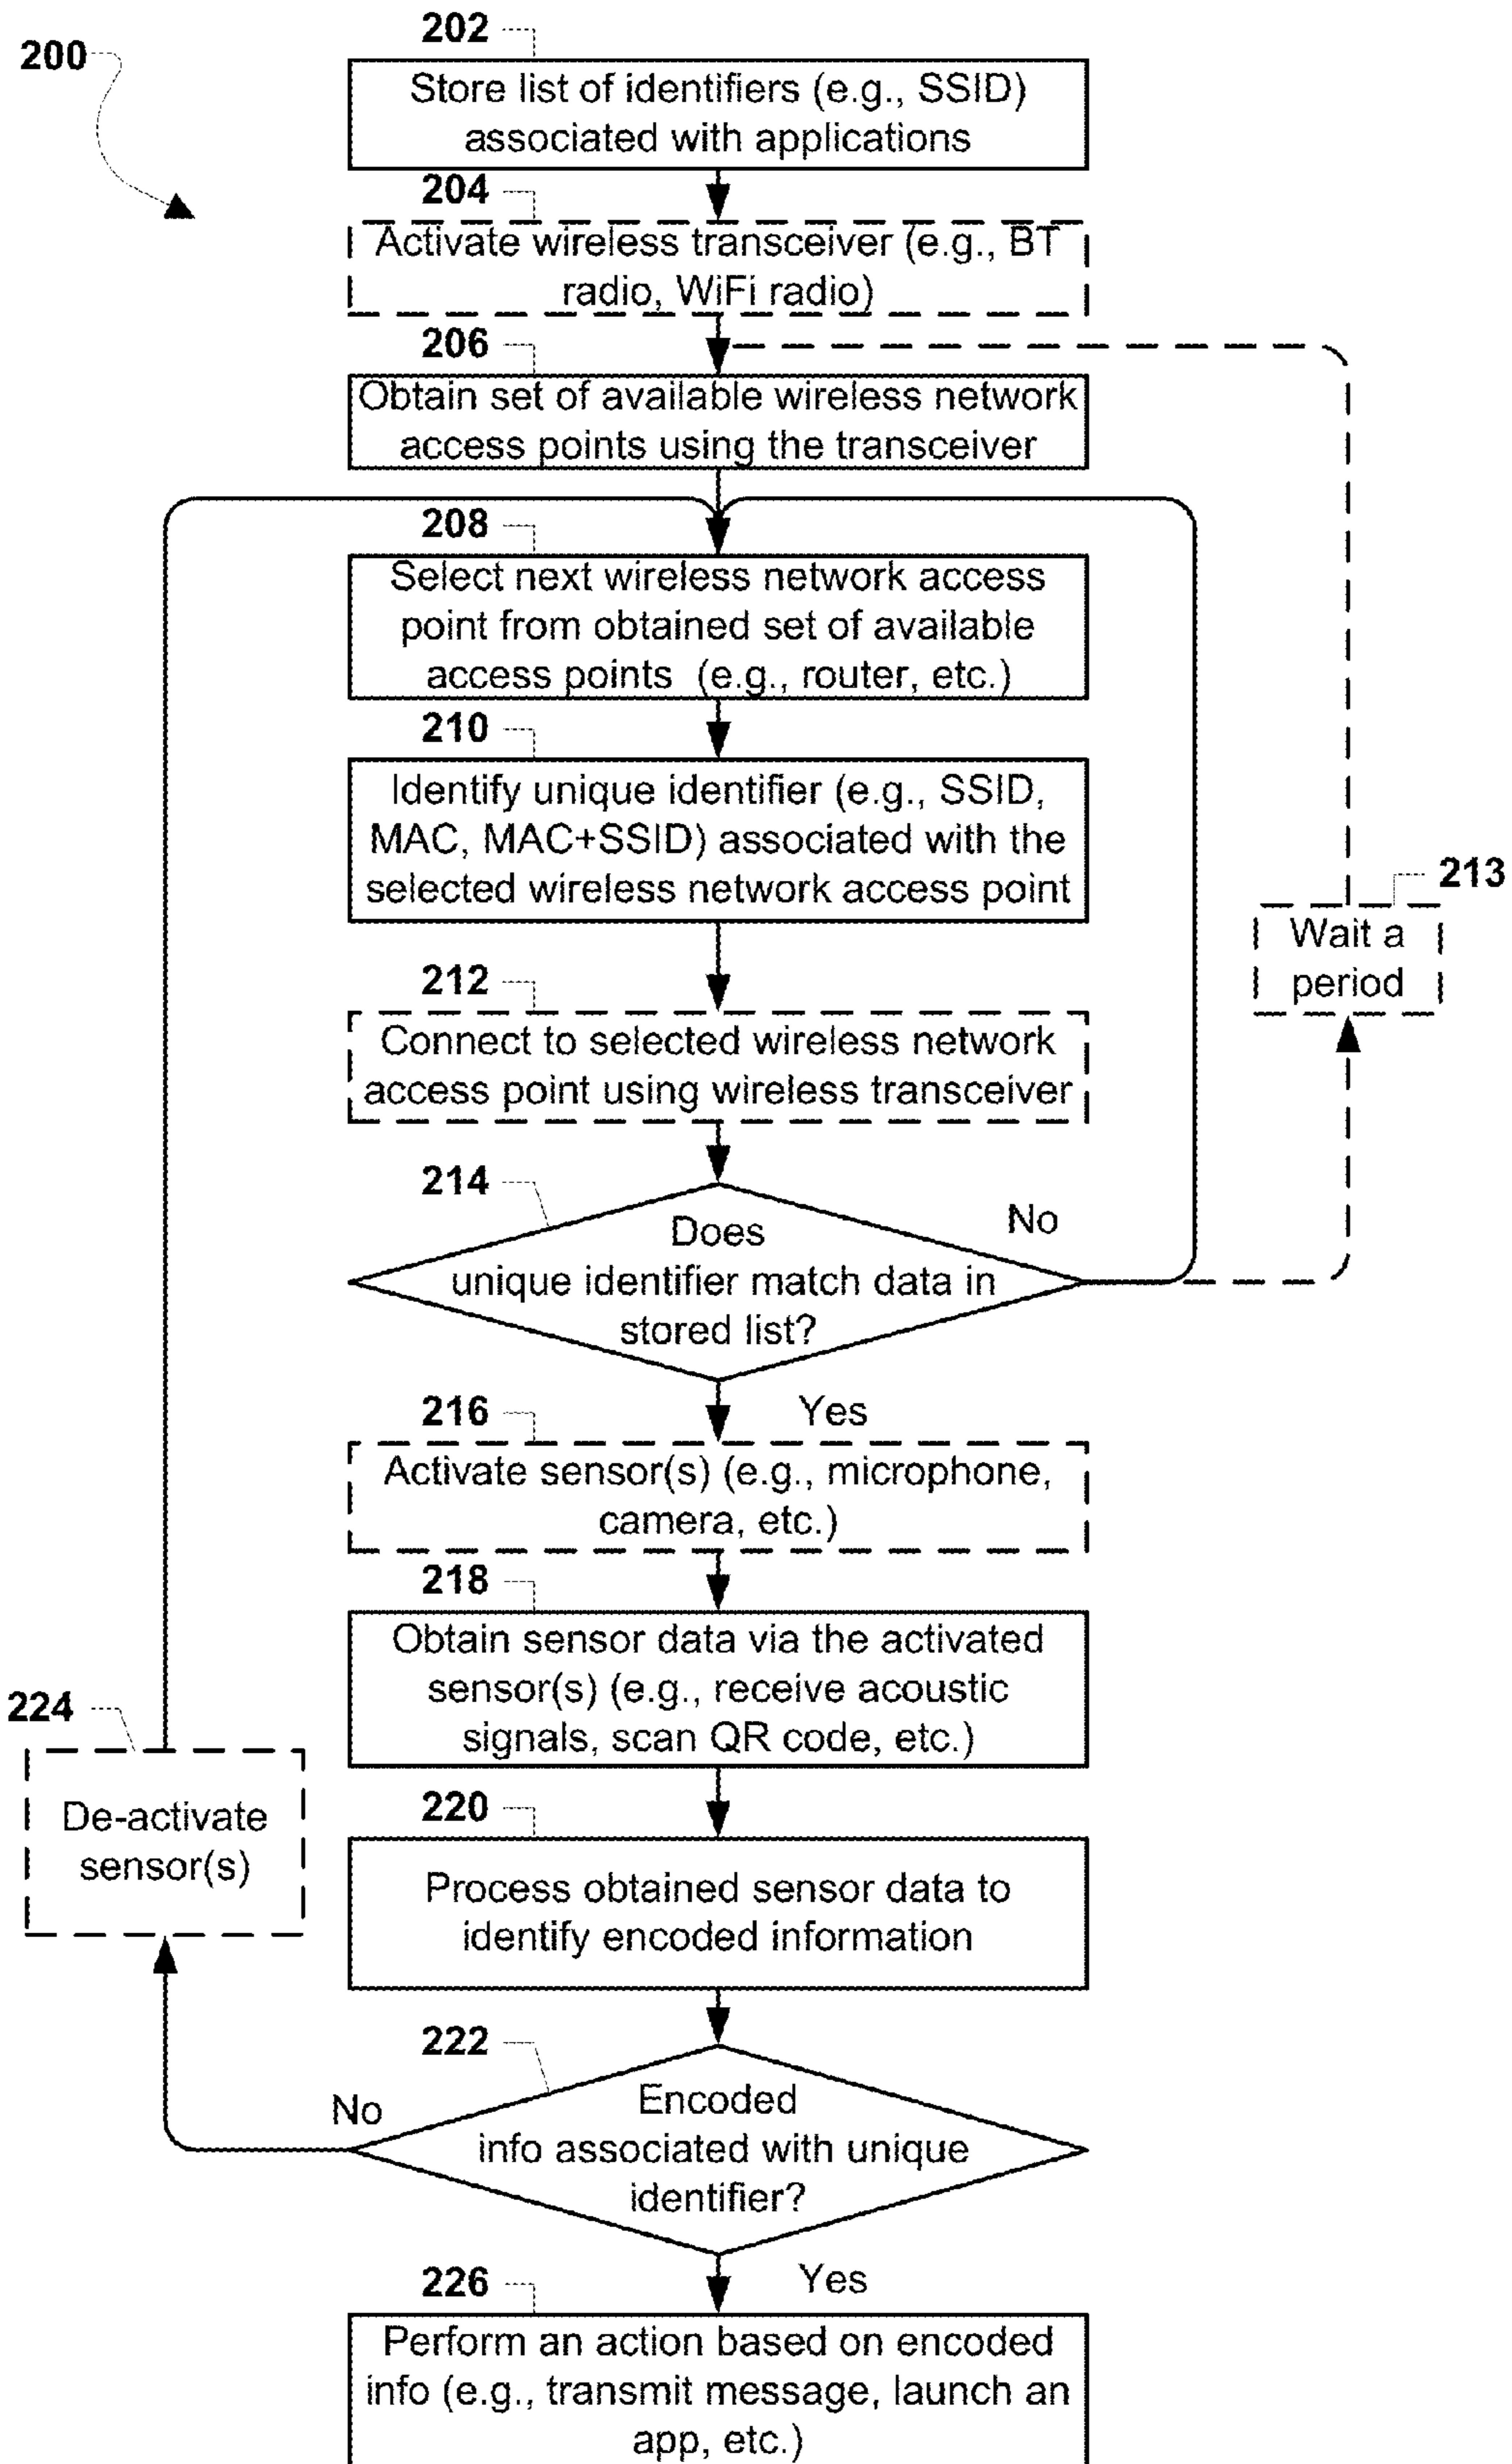 200
202
Store list of identifiers (e.g., SSID)
associated with applications
204
Activate wireless transceiver (e.g., BT
radio, WiFi radio)
206
Obtain set of available wireless network
access points using the transceiver
208
Select next wireless network access
point from obtained set of available
access points (e.g., router, etc.)
210
Identify unique identifier (e.g., SSID,
MAC, MAC+SSID) associated with the
selected wireless network access point
213
Wait a
period
212
Connect to selected wireless network
access point using wireless transceiver
214
Does
unique identifier match data in
stored list?
No
Yes
216
Activate sensor(s) (e.g., microphone,
camera, etc.)
218
Obtain sensor data via the activated
sensor(s) (e.g., receive acoustic
signals, scan QR code, etc.)
224
De-activate
sensor(s)
220
Process obtained sensor data to
identify encoded information
222
Encoded
info associated with unique
identifier?
No
Yes
226
Perform an action based on encoded
info (e.g., transmit message, launch an
app, etc.)